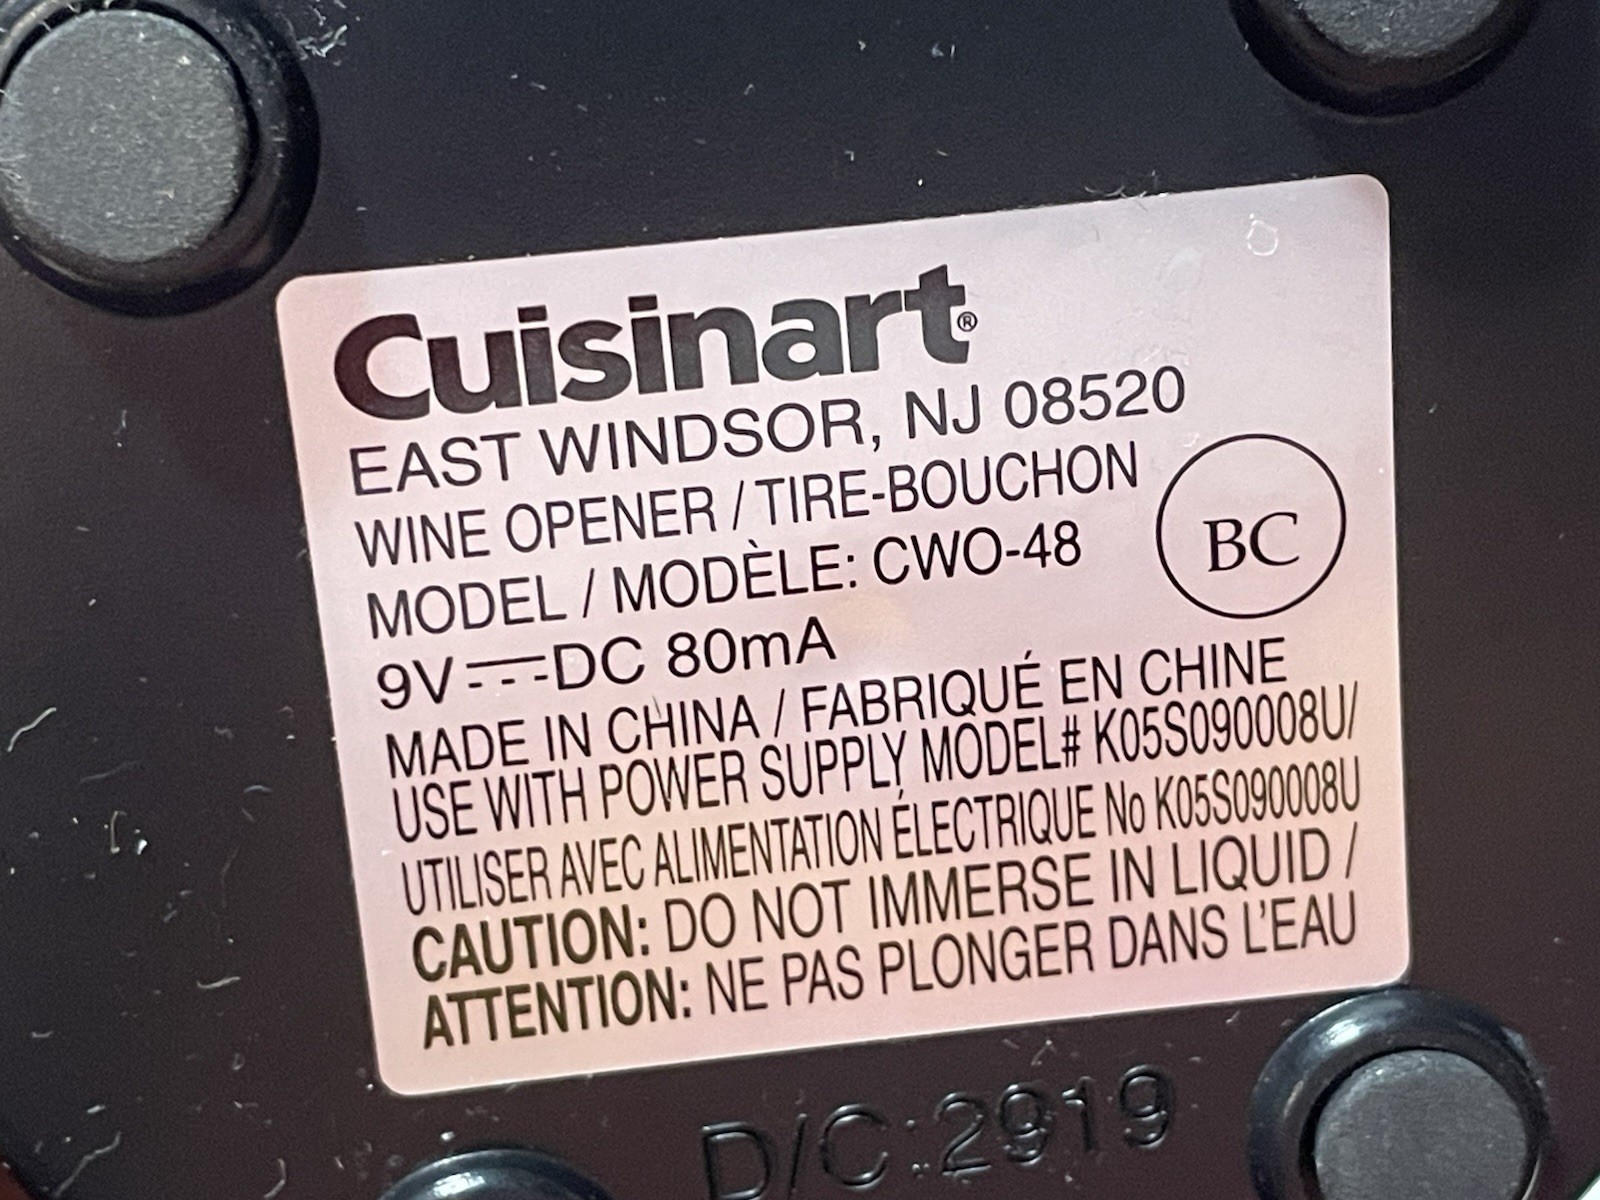 Cuisinart®
EAST WINDSOR, NJ 08520
WINE OPENER / TIRE-BOUCHON
MODEL / MODÈLE: CWO-48
BC
9V⎓DC 80mA
MADE IN CHINA / FABRIQUÉ EN CHINE
USE WITH POWER SUPPLY MODEL# K05S090008U/
UTILISER AVEC ALIMENTATION ÉLECTRIQUE No K05S090008U
CAUTION: DO NOT IMMERSE IN LIQUID /
ATTENTION: NE PAS PLONGER DANS L'EAU
D/C:2919